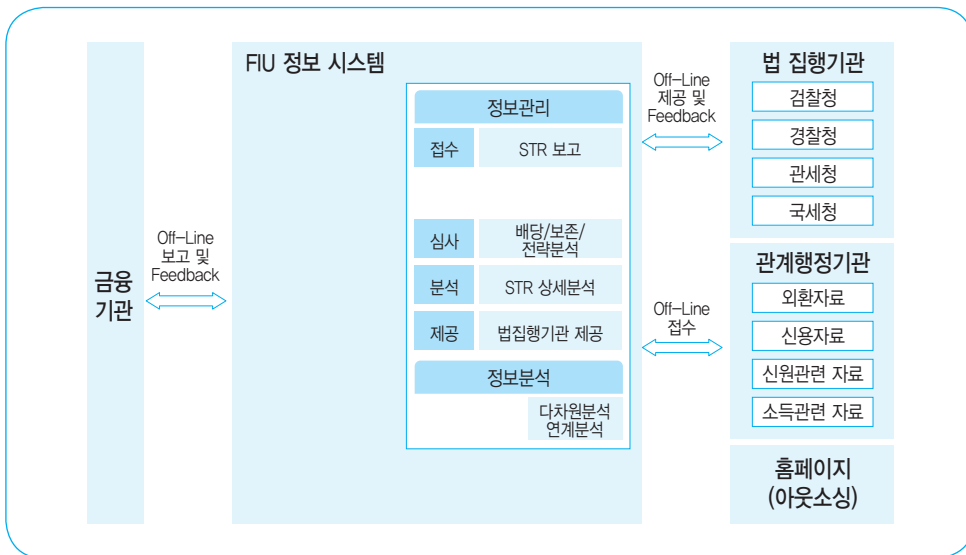 금융
기관
Off-Line
보고 및
Feedback
FIU 정보 시스템
정보관리
접수
STR 보고
심사
배당/보존/
전략분석
분석
STR 상세분석
제공
법집행기관 제공
정보분석
다차원분석
연계분석
Off-Line
제공 및
Feedback
Off-Line
접수
법 집행기관
검찰청
경찰청
관세청
국세청
관계행정기관
외환자료
신용자료
신원관련 자료
소득관련 자료
홈페이지
(아웃소싱)